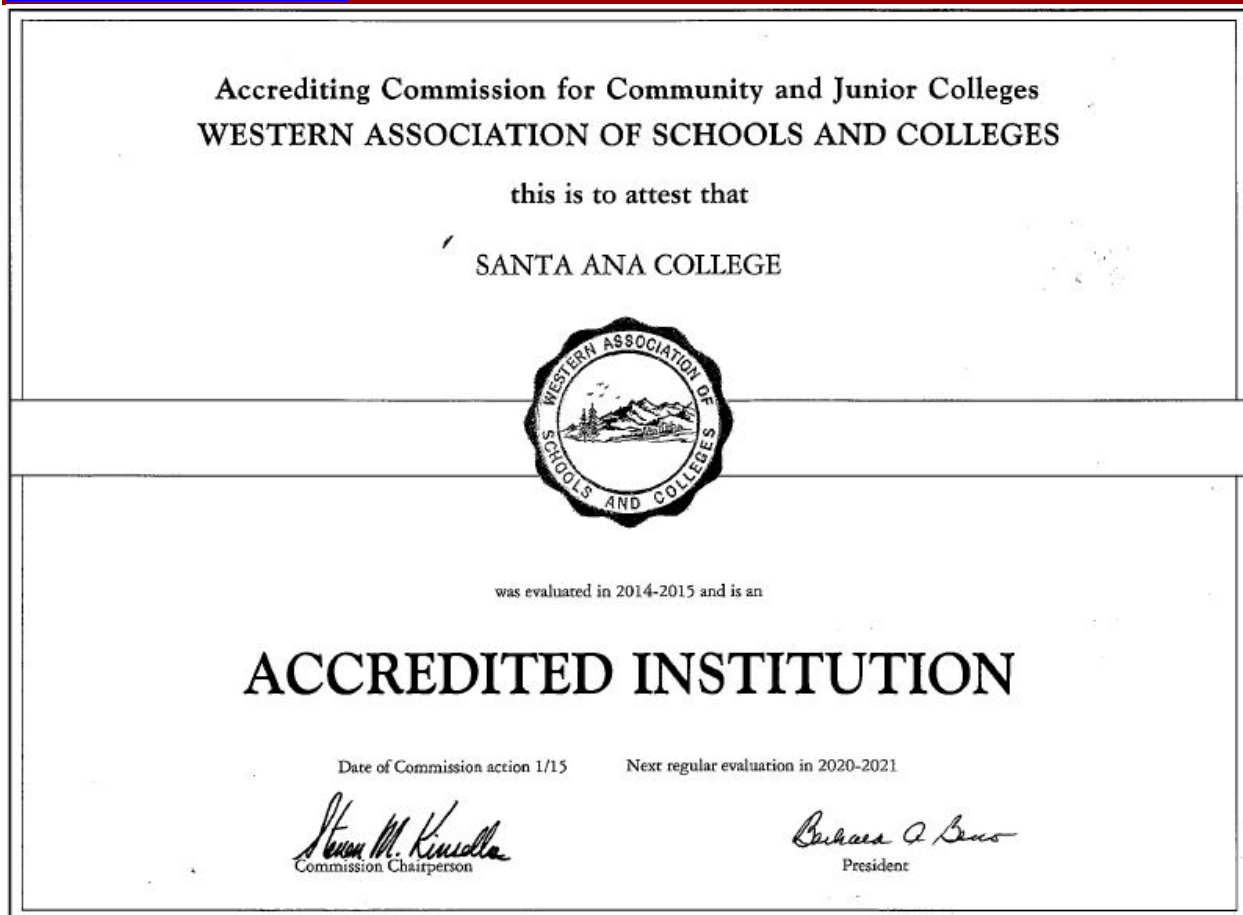 Accrediting Commission for Community and Junior Colleges
WESTERN ASSOCIATION OF SCHOOLS AND COLLEGES
this is to attest that
SANTA ANA COLLEGE
WESTERN ASSOCIATION OF
SCHOOLS AND COLLEGES
was evaluated in 2014-2015 and is an
ACCREDITED INSTITUTION
Date of Commission action 1/15 Next regular evaluation in 2020-2021
Steven M. Kinsella Barbara A Beno
Commission Chairperson President